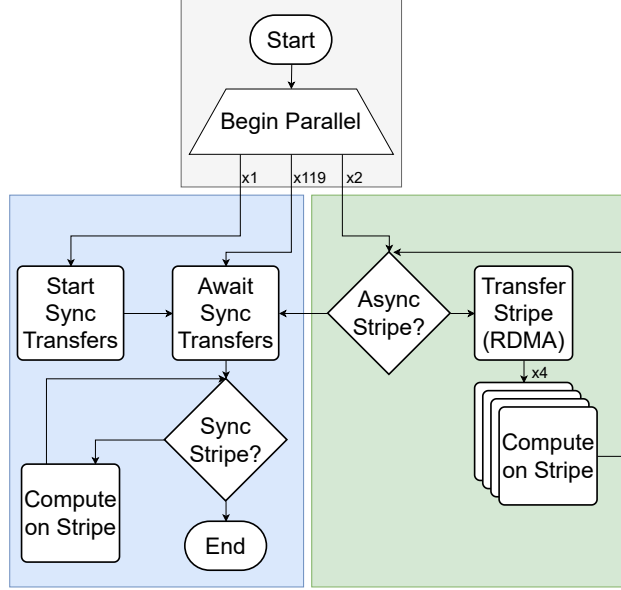 Start
Begin Parallel
x1
x119
x2
Start
Sync
Transfers
Await
Sync
Transfers
Async
Stripe?
Transfer
Stripe
(RDMA)
x4
Sync
Stripe?
Compute
on Stripe
Compute
on Stripe
End